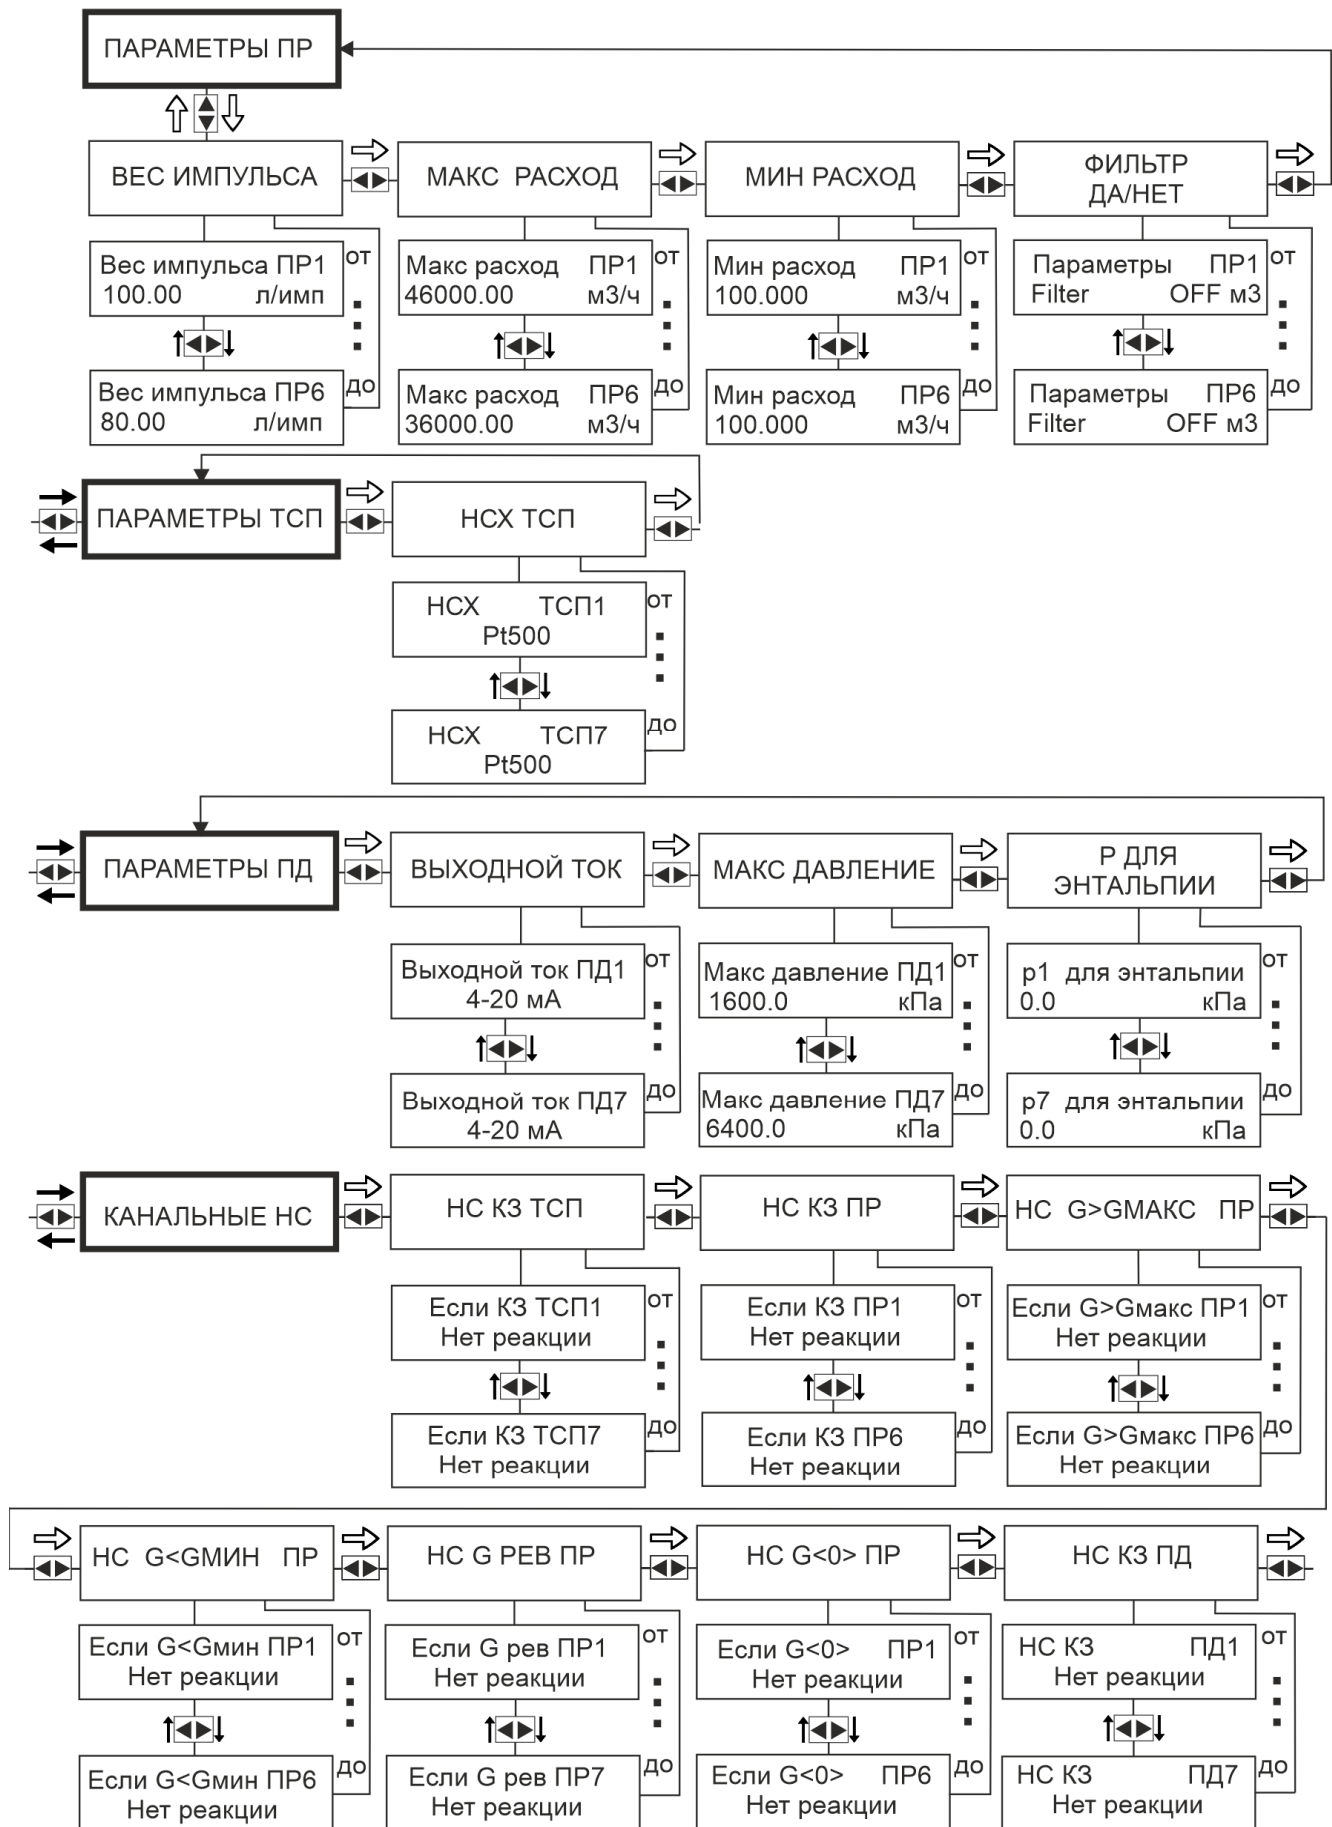 ПАРАМЕТРЫ ПР
ВЕС ИМПУЛЬСА
МАКС РАСХОД
МИН РАСХОД
ФИЛЬТР
ДА/НЕТ
Вес импульса ПР1
100.00 л/имп
от
до
Вес импульса ПР6
80.00 л/имп
Макс расход ПР1
46000.00 м3/ч
от
до
Макс расход ПР6
36000.00 м3/ч
Мин расход ПР1
100.000 м3/ч
от
до
Мин расход ПР6
100.000 м3/ч
Параметры ПР1
Filter OFF м3
от
до
Параметры ПР6
Filter OFF м3
ПАРАМЕТРЫ ТСП
НСХ ТСП
НСХ ТСП1
Pt500
от
до
НСХ ТСП7
Pt500
ПАРАМЕТРЫ ПД
ВЫХОДНОЙ ТОК
МАКС ДАВЛЕНИЕ
Р ДЛЯ
ЭНТАЛЬПИИ
Выходной ток ПД1
4-20 мА
от
до
Выходной ток ПД7
4-20 мА
Макс давление ПД1
1600.0 кПа
от
до
Макс давление ПД7
6400.0 кПа
р1 для энтальпии
0.0 кПа
от
до
р7 для энтальпии
0.0 кПа
КАНАЛЬНЫЕ НС
НС КЗ ТСП
НС КЗ ПР
НС G>GМАКС ПР
Если КЗ ТСП1
Нет реакции
от
до
Если КЗ ТСП7
Нет реакции
Если КЗ ПР1
Нет реакции
от
до
Если КЗ ПР6
Нет реакции
Если G>Gмакс ПР1
Нет реакции
от
до
Если G>Gмакс ПР6
Нет реакции
НС G<GМИН ПР
НС G РЕВ ПР
НС G<0> ПР
НС КЗ ПД
Если G<Gмин ПР1
Нет реакции
от
до
Если G<Gмин ПР6
Нет реакции
Если G рев ПР1
Нет реакции
от
до
Если G рев ПР7
Нет реакции
Если G<0> ПР1
Нет реакции
от
до
Если G<0> ПР6
Нет реакции
НС КЗ ПД1
Нет реакции
от
до
НС КЗ ПД7
Нет реакции